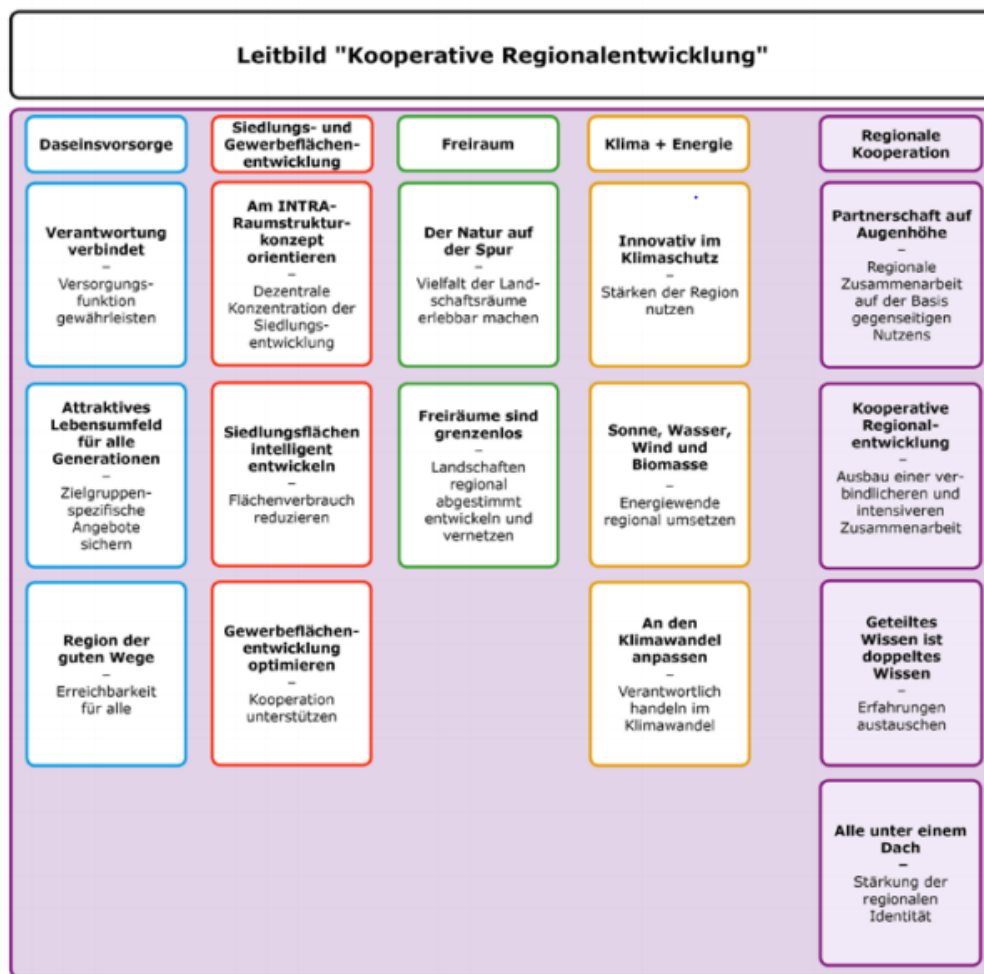 Leitbild "Kooperative Regionalentwicklung"
Daseinsvorsorge
Siedlungs- und
Gewerbeflächen-
entwicklung
Freiraum
Klima + Energie
Regionale
Kooperation
Verantwortung
verbindet
–
Versorgungs-
funktion
gewährleisten
Am INTRA-
Raumstruktur-
konzept
orientieren
–
Dezentrale
Konzentration der
Siedlungs-
entwicklung
Der Natur auf
der Spur
–
Vielfalt der Land-
schaftsräume
erlebbar machen
Innovativ im
Klimaschutz
–
Stärken der Region
nutzen
Partnerschaft auf
Augenhöhe
–
Regionale
Zusammenarbeit
auf der Basis
gegenseitigen
Nutzens
Attraktives
Lebensumfeld
für alle
Generationen
–
Zielgruppen-
spezifische
Angebote
sichern
Siedlungsflächen
intelligent
entwickeln
–
Flächenverbrauch
reduzieren
Freiräume sind
grenzenlos
–
Landschaften
regional
abgestimmt
entwickeln und
vernetzen
Sonne, Wasser,
Wind und
Biomasse
–
Energiewende
regional umsetzen
Kooperative
Regional-
entwicklung
–
Ausbau einer ver-
bindlicheren und
intensiveren
Zusammenarbeit
Region der
guten Wege
–
Erreichbarkeit
für alle
Gewerbeflächen-
entwicklung
optimieren
–
Kooperation
unterstützen
An den
Klimawandel
anpassen
–
Verantwortlich
handeln im
Klimawandel
Geteiltes
Wissen ist
doppeltes
Wissen
–
Erfahrungen
austauschen
Alle unter einem
Dach
–
Stärkung der
regionalen
Identität